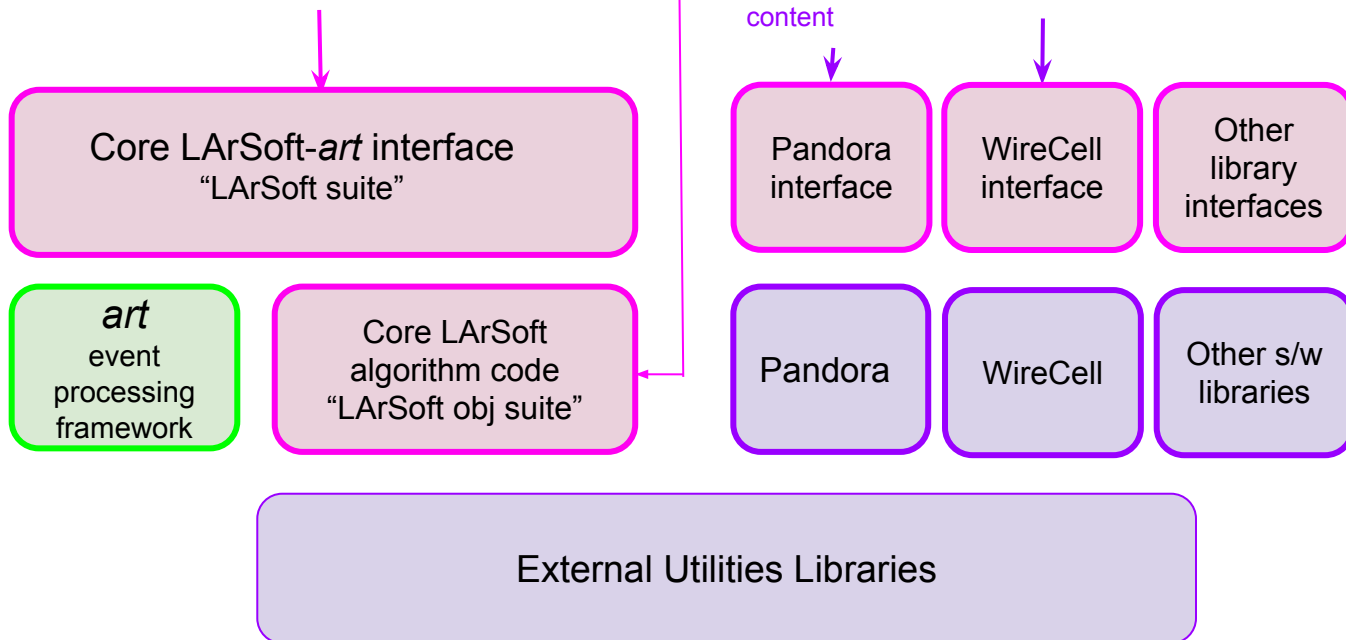 content
Core LArSoft-art interface
“LArSoft suite”
Pandora
interface
WireCell
interface
Other
library
interfaces
art
event
processing
framework
Core LArSoft
algorithm code
“LArSoft obj suite”
Pandora
WireCell
Other s/w
libraries
External Utilities Libraries